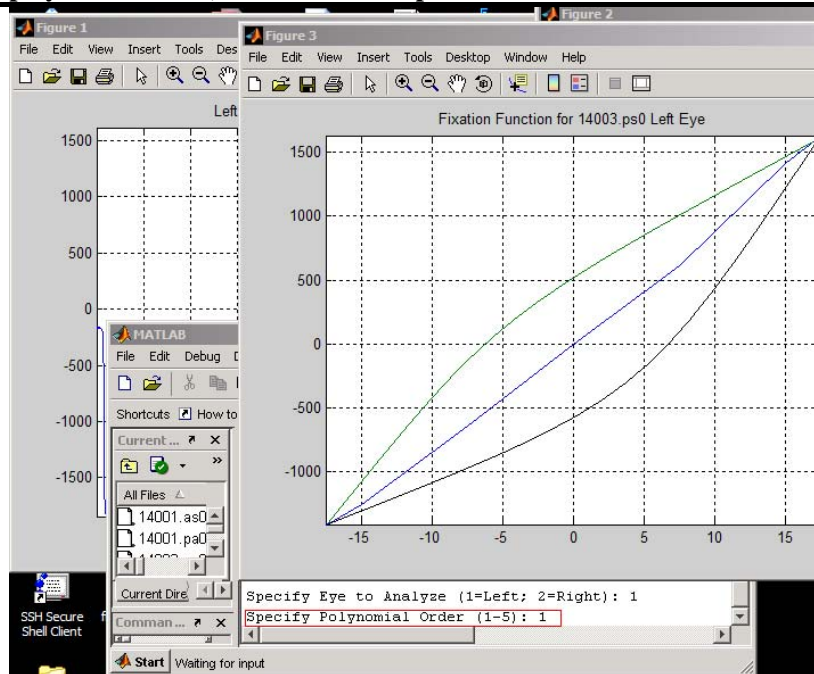 Figure 1
File Edit View Insert Tools Des
Left
1500
1000
500
0
-500
-1000
-1500
Figure 2
Figure 3
File Edit View Insert Tools Desktop Window Help
Fixation Function for 14003.ps0 Left Eye
1500
1000
500
0
-500
-1000
-15 -10 -5 0 5 10 15
MATLAB
File Edit Debug
Shortcuts How to
Current ...
All Files
14001.as0
14001.pa0
Current Dire
Comman ...
Specify Eye to Analyze (1=Left; 2=Right): 1
Specify Polynomial Order (1-5): 1
Start Waiting for input
SSH Secure
Shell Client